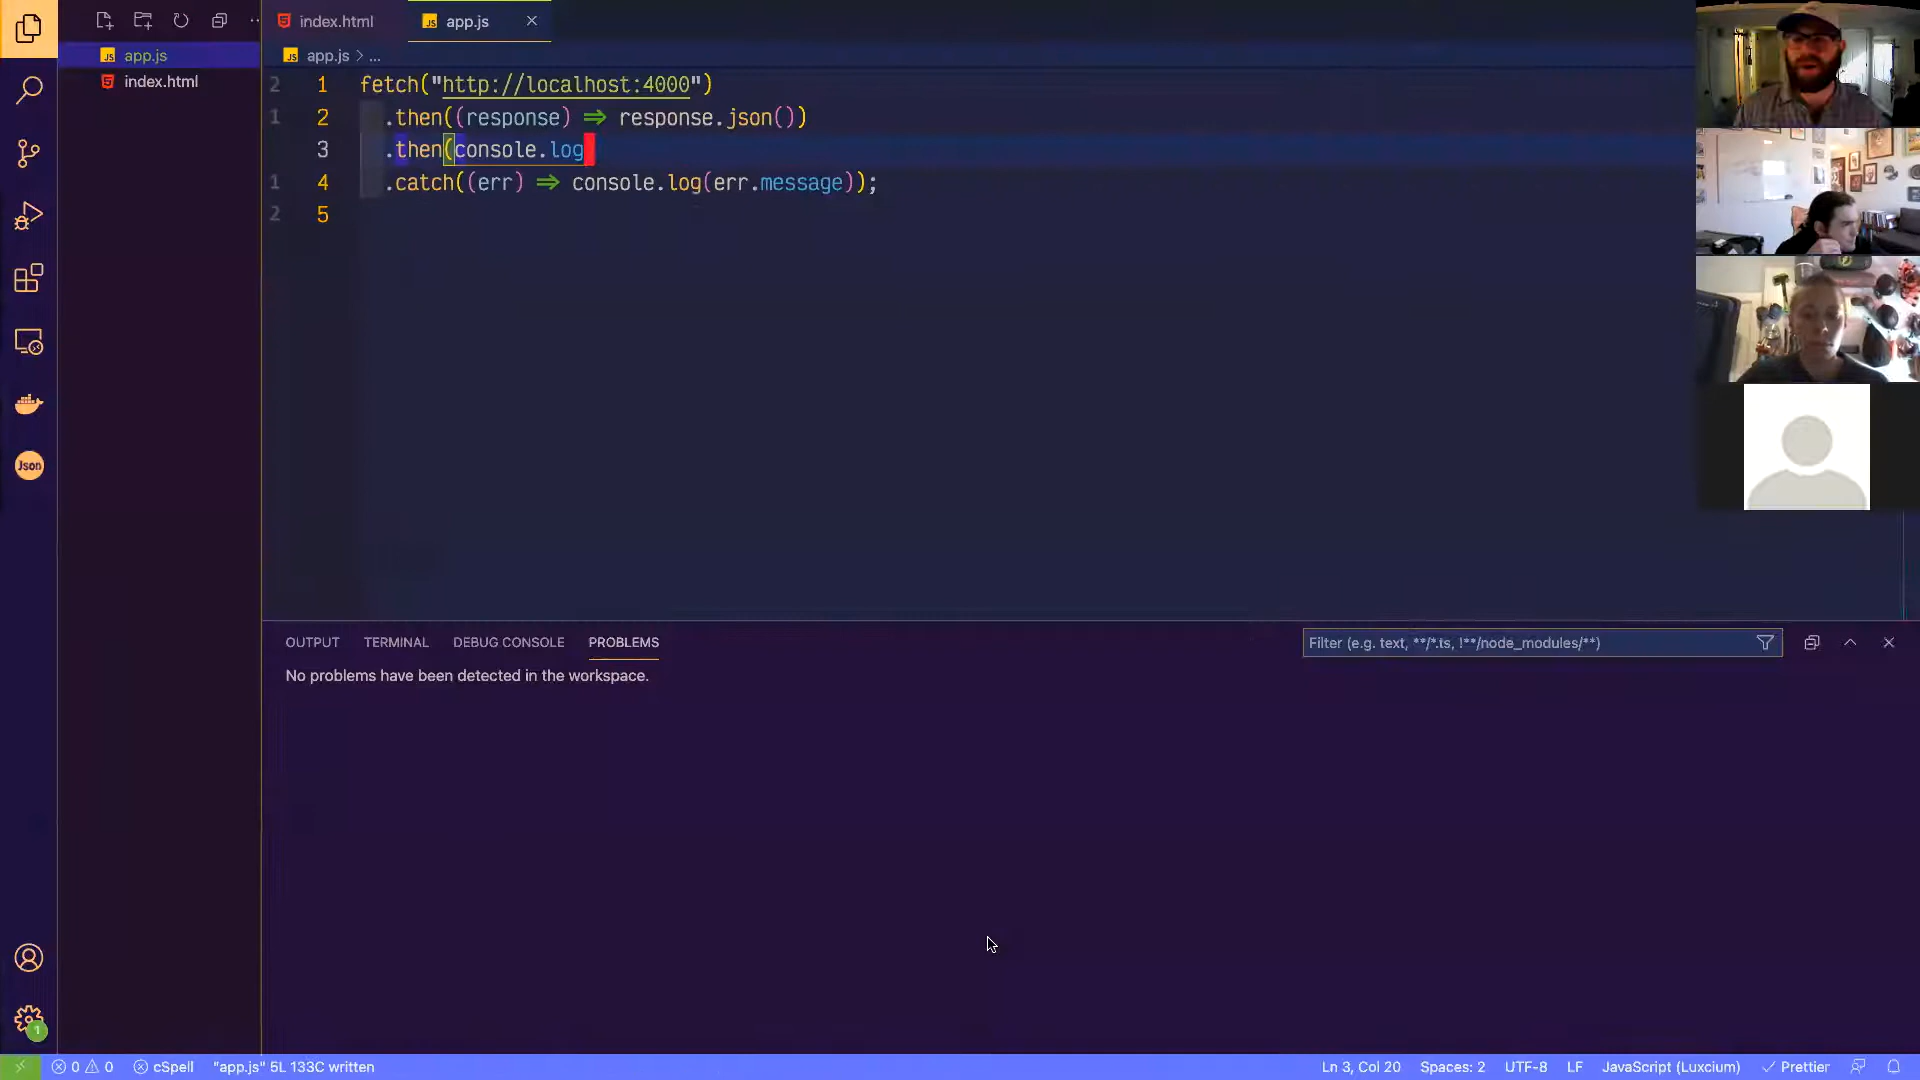 index.html
app.js
app.js
index.html
app.js > ...
2 1 fetch("http://localhost:4000")
1 2 .then((response) => response.json())
3 .then(console.log
1 4 .catch((err) => console.log(err.message));
2 5
Json
OUTPUT TERMINAL DEBUG CONSOLE PROBLEMS
Filter (e.g. text, **/*.ts, !**/node_modules/**)
No problems have been detected in the workspace.
1
0 0 cSpell "app.js" 5L 133C written Ln 3, Col 20 Spaces: 2 UTF-8 LF JavaScript (Luxcium) Prettier